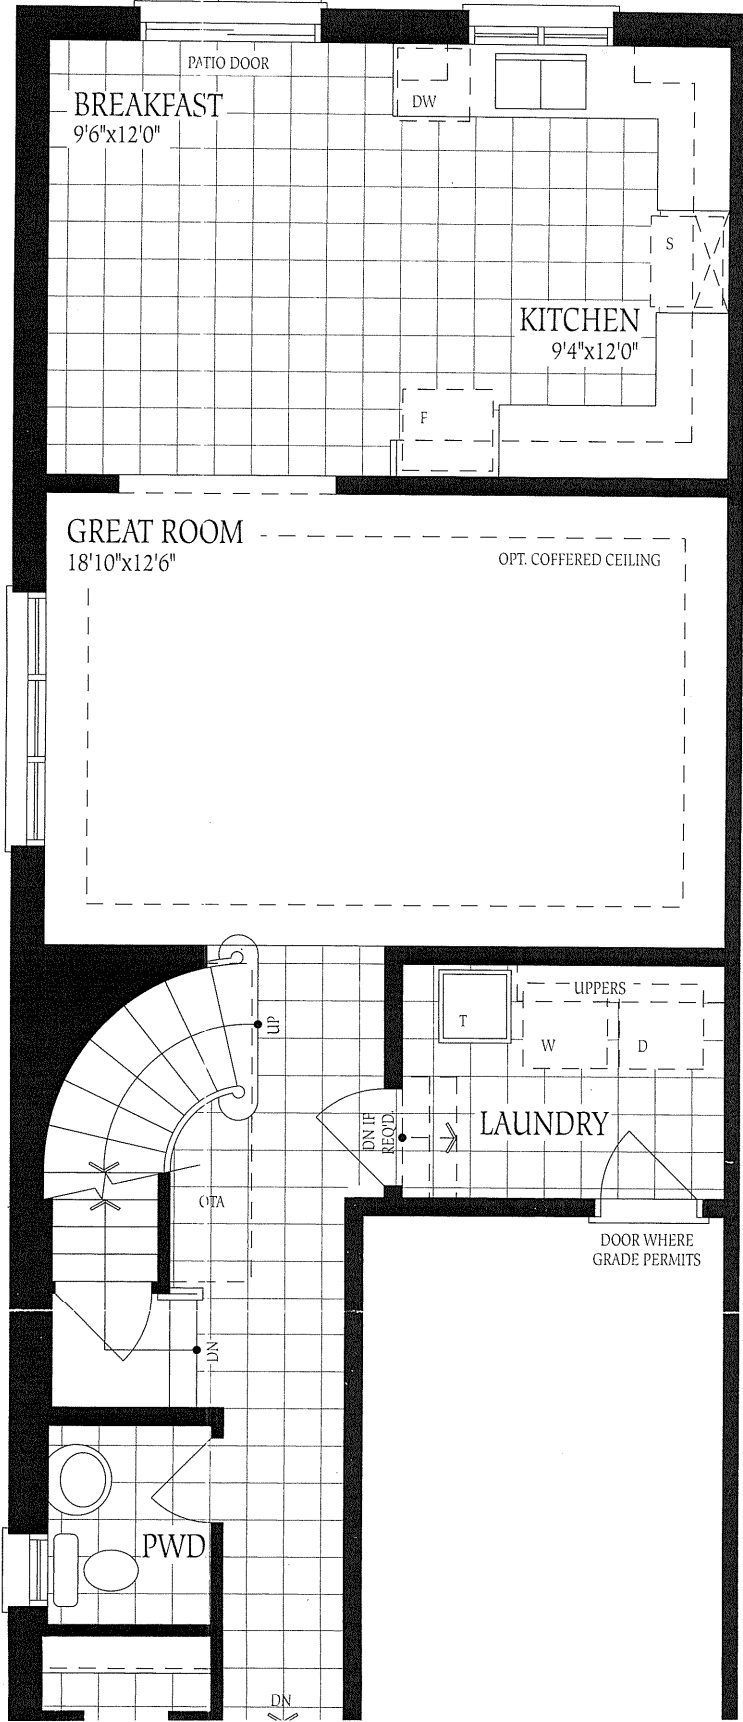 PATIO DOOR
BREAKFAST
9'6"x12'0"
DW
S
KITCHEN
9'4"x12'0"
F
GREAT ROOM
18'10"x12'6"
OPT. COFFERED CEILING
UP
UPPERS
T
W
D
DN IF
REQ'D.
LAUNDRY
OTA
DOOR WHERE
GRADE PERMITS
DN
PWD
DN